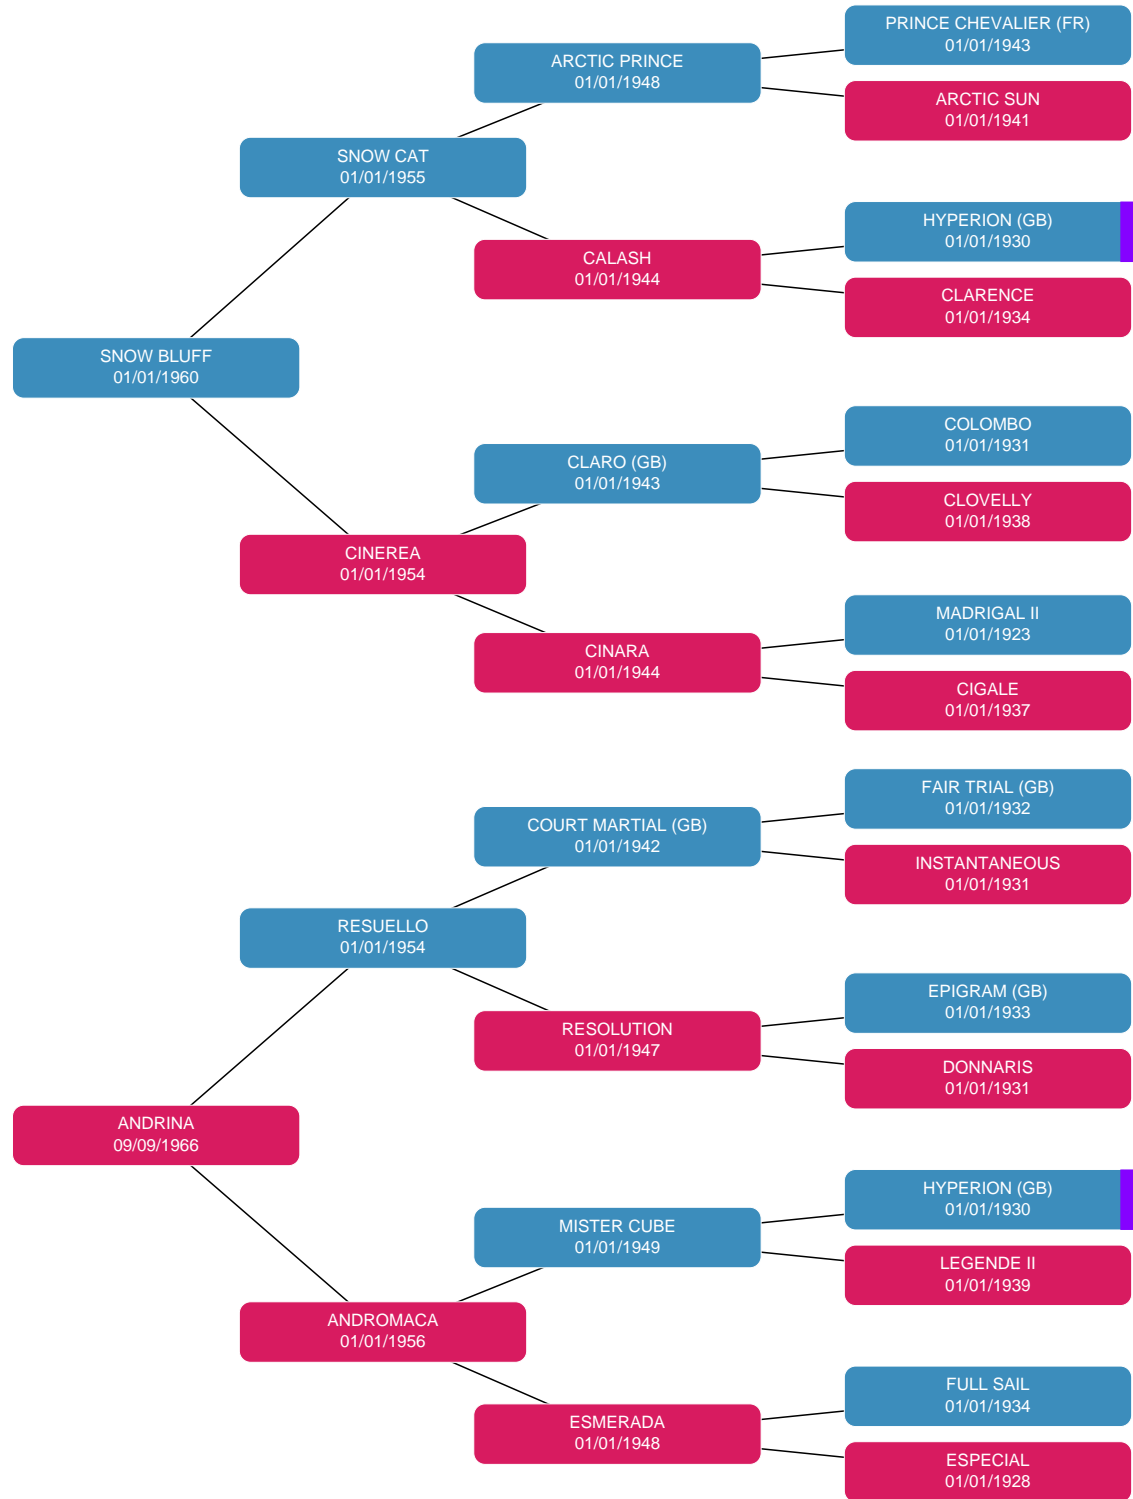 PRINCE CHEVALIER (FR)
01/01/1943
ARCTIC PRINCE
01/01/1948
ARCTIC SUN
01/01/1941
SNOW CAT
01/01/1955
HYPERION (GB)
01/01/1930
CALASH
01/01/1944
CLARENCE
01/01/1934
SNOW BLUFF
01/01/1960
COLOMBO
01/01/1931
CLARO (GB)
01/01/1943
CLOVELLY
01/01/1938
CINEREA
01/01/1954
MADRIGAL II
01/01/1923
CINARA
01/01/1944
CIGALE
01/01/1937
FAIR TRIAL (GB)
01/01/1932
COURT MARTIAL (GB)
01/01/1942
INSTANTANEOUS
01/01/1931
RESUELLO
01/01/1954
EPIGRAM (GB)
01/01/1933
RESOLUTION
01/01/1947
DONNARIS
01/01/1931
ANDRINA
09/09/1966
HYPERION (GB)
01/01/1930
MISTER CUBE
01/01/1949
LEGENDE II
01/01/1939
ANDROMACA
01/01/1956
FULL SAIL
01/01/1934
ESMERADA
01/01/1948
ESPECIAL
01/01/1928